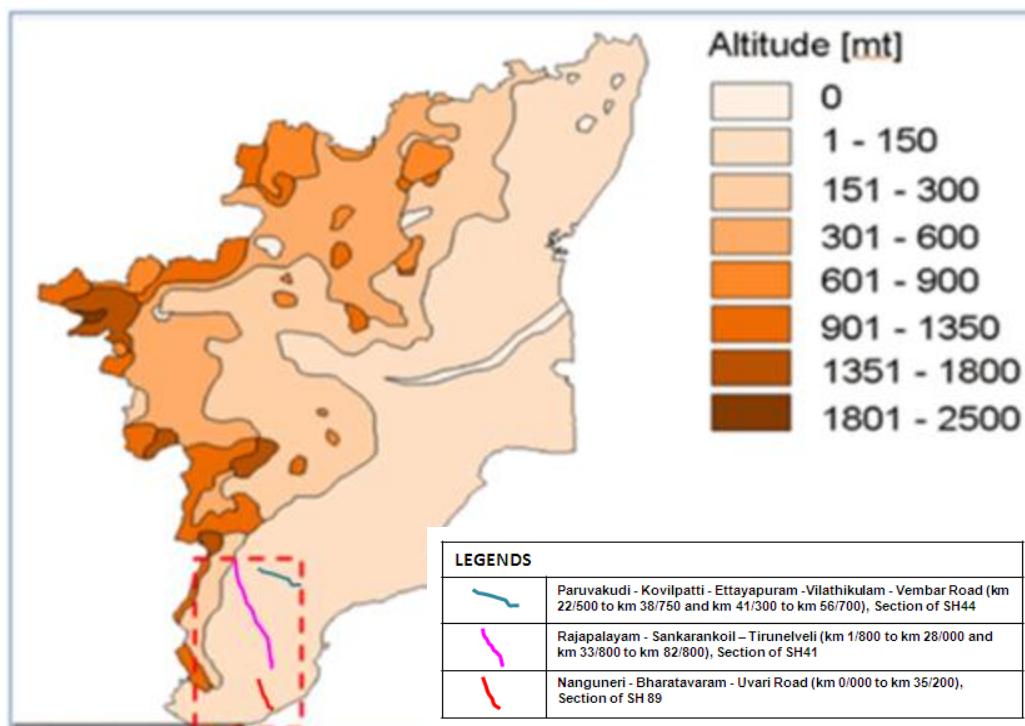 Altitude [mt]
0
1 - 150
151 - 300
301 - 600
601 - 900
901 - 1350
1351 - 1800
1801 - 2500
LEGENDS
Paruvakudi - Kovilpatti - Ettayapuram -Vilathikulam - Vembar Road (km
22/500 to km 38/750 and km 41/300 to km 56/700), Section of SH44
Rajapalayam - Sankarankoil – Tirunelveli (km 1/800 to km 28/000 and
km 33/800 to km 82/800), Section of SH41
Nanguneri - Bharatavaram - Uvari Road (km 0/000 to km 35/200),
Section of SH 89